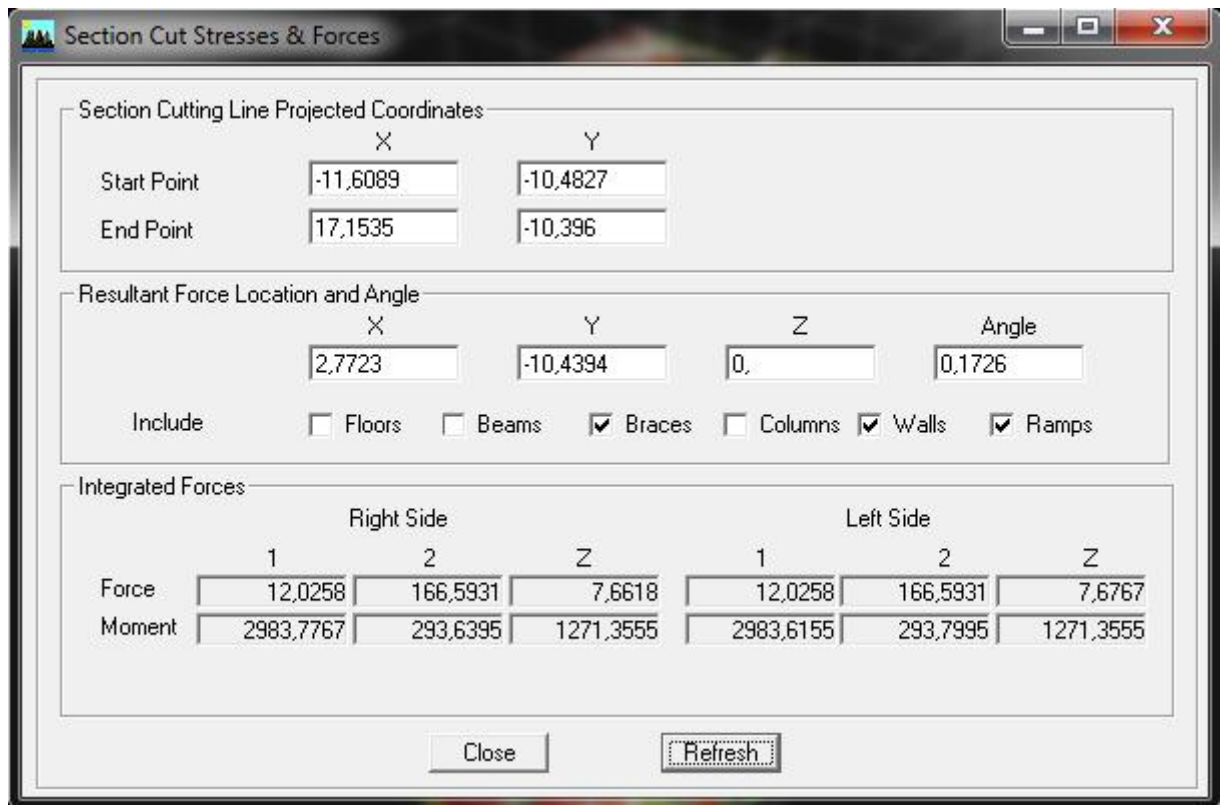 Section Cut Stresses & Forces
Section Cutting Line Projected Coordinates
X Y
Start Point -11,6089 -10,4827
End Point 17,1535 -10,396
Resultant Force Location and Angle
X Y Z Angle
2,7723 -10,4394 0, 0,1726
Include Floors Beams Braces Columns Walls Ramps
Integrated Forces
Right Side Left Side
1 2 Z 1 2 Z
Force 12,0258 166,5931 7,6618 12,0258 166,5931 7,6767
Moment 2983,7767 293,6395 1271,3555 2983,6155 293,7995 1271,3555
Close Refresh